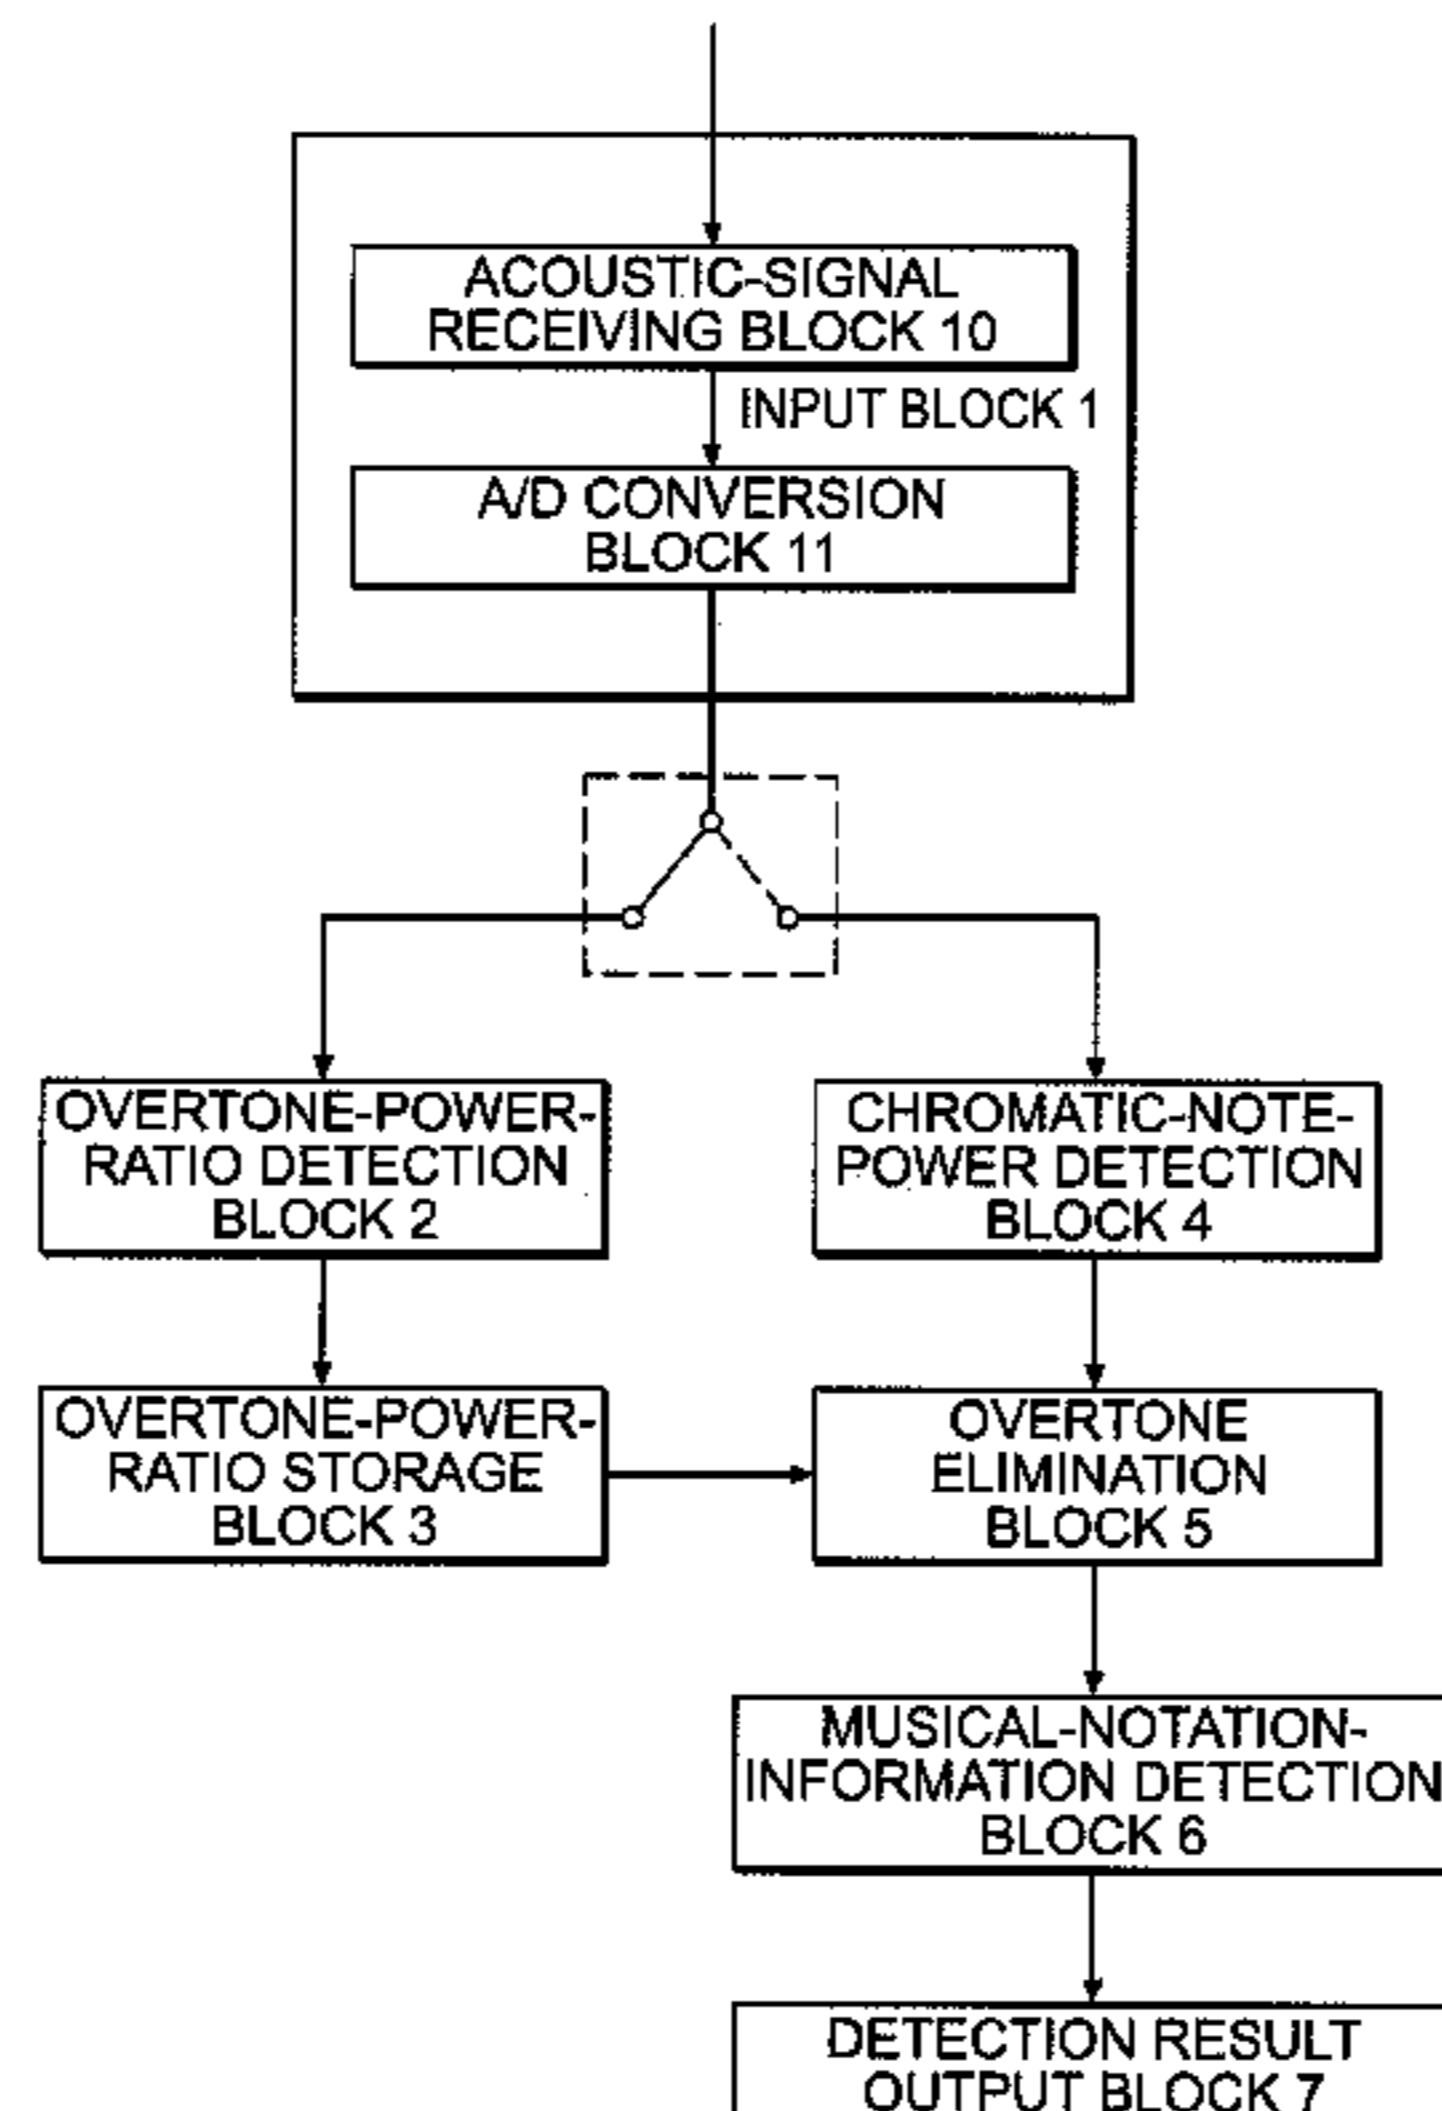 ACOUSTIC-SIGNAL
RECEIVING BLOCK 10
INPUT BLOCK 1
A/D CONVERSION
BLOCK 11
OVERTONE-POWER-
RATIO DETECTION
BLOCK 2
CHROMATIC-NOTE-
POWER DETECTION
BLOCK 4
OVERTONE-POWER-
RATIO STORAGE
BLOCK 3
OVERTONE
ELIMINATION
BLOCK 5
MUSICAL-NOTATION-
INFORMATION DETECTION
BLOCK 6
DETECTION RESULT
OUTPUT BLOCK 7